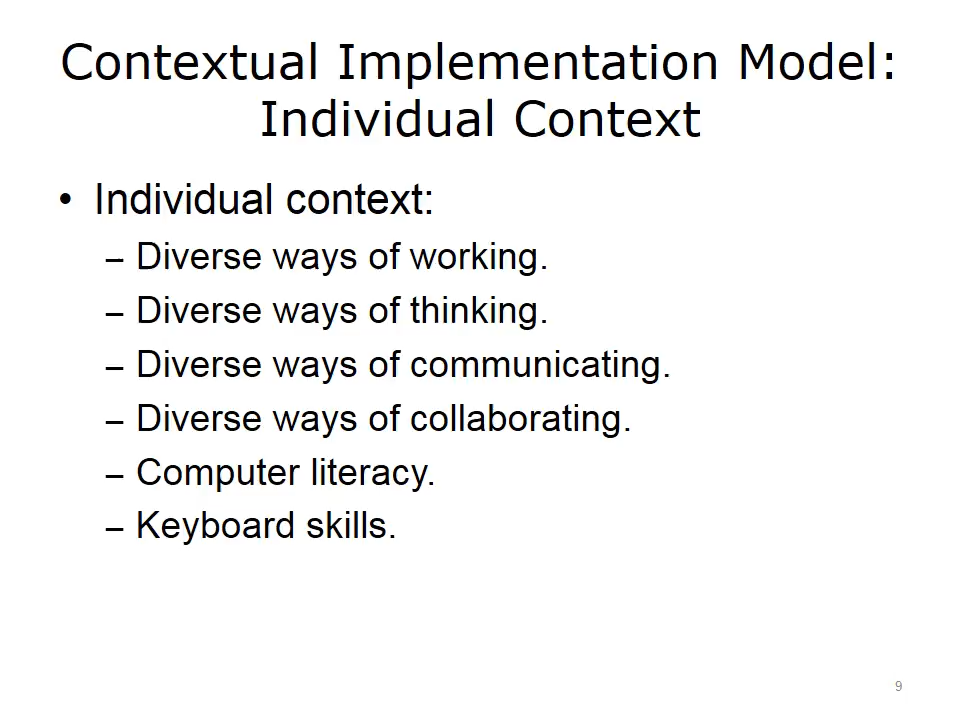 Contextual Implementation Model:
Individual Context
• Individual context:
– Diverse ways of working.
– Diverse ways of thinking.
– Diverse ways of communicating.
– Diverse ways of collaborating.
– Computer literacy.
– Keyboard skills.
9